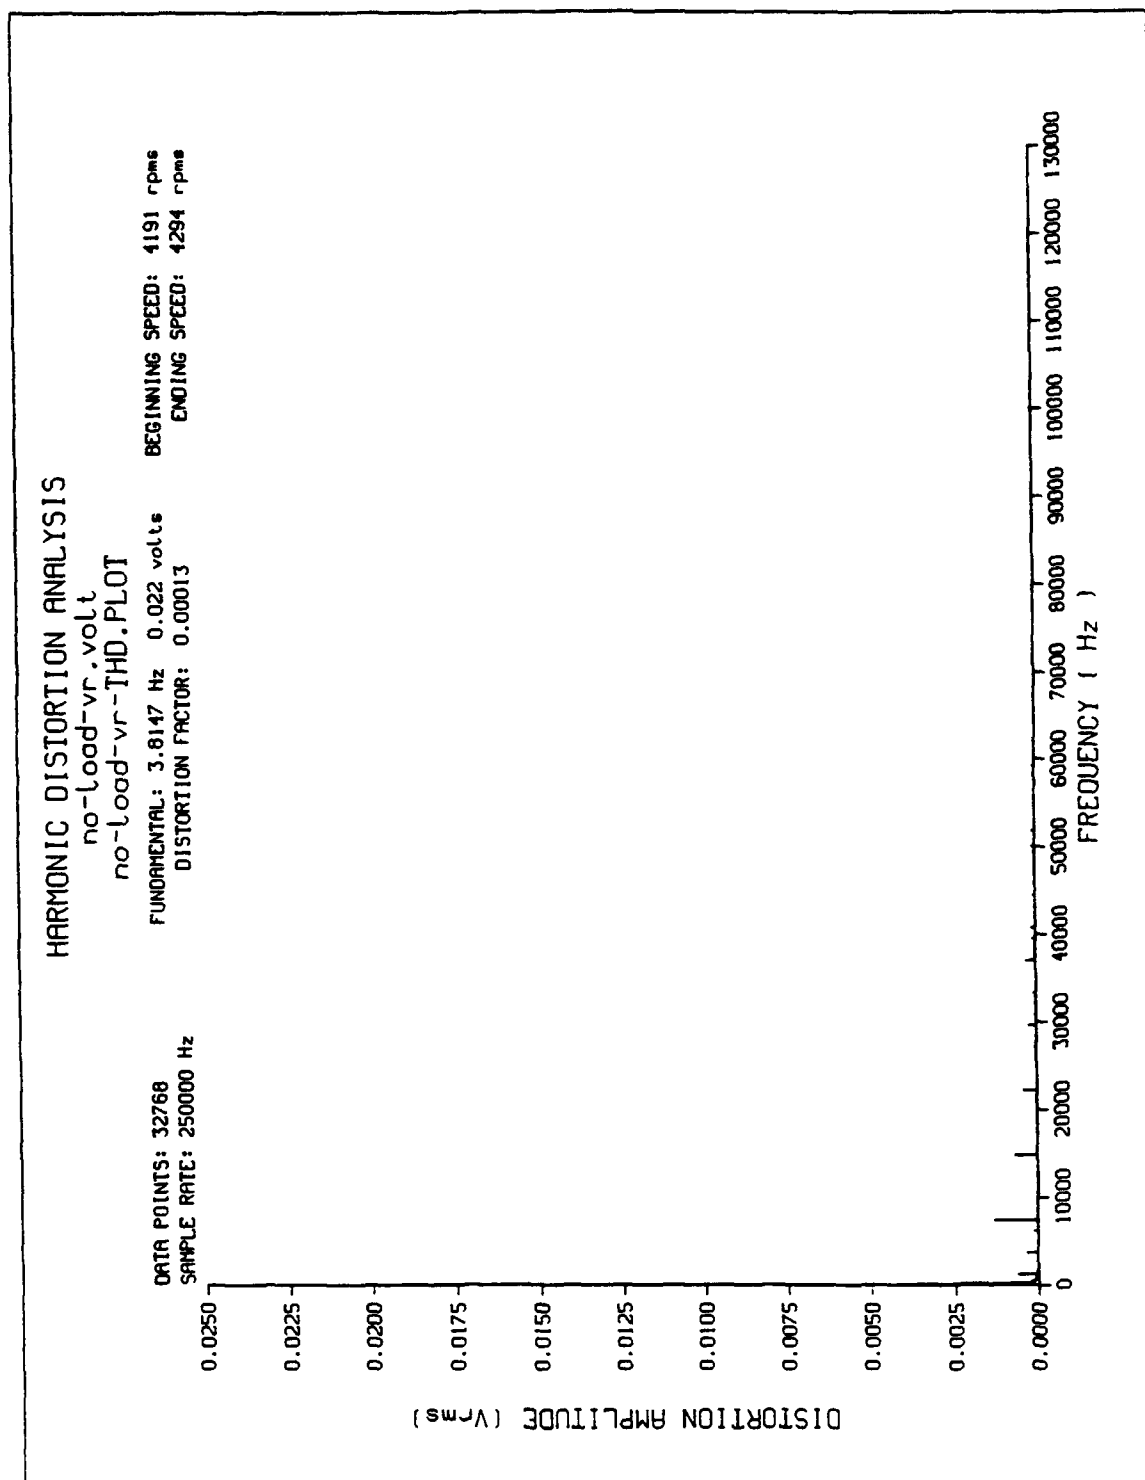 HARMONIC DISTORTION ANALYSIS
no-load-vr.volt
no-load-vr-THD.PLOT
DATA POINTS: 32768 FUNDAMENTAL: 3.8147 Hz 0.022 volts BEGINNING SPEED: 4191 rpms
SAMPLE RATE: 250000 Hz DISTORTION FACTOR: 0.00013 ENDING SPEED: 4294 rpms
DISTORTION AMPLITUDE (Vrms)
0.0250
0.0225
0.0200
0.0175
0.0150
0.0125
0.0100
0.0075
0.0050
0.0025
0.0000
0 10000 20000 30000 40000 50000 60000 70000 80000 90000 100000 110000 120000 130000
FREQUENCY ( Hz )